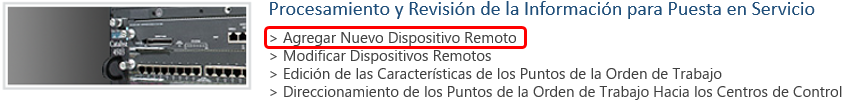 Procesamiento y Revisión de la Información para Puesta en Servicio
> Agregar Nuevo Dispositivo Remoto
> Modificar Dispositivos Remotos
> Edición de las Características de los Puntos de la Orden de Trabajo
> Direccionamiento de los Puntos de la Orden de Trabajo Hacia los Centros de Control
Catalyst